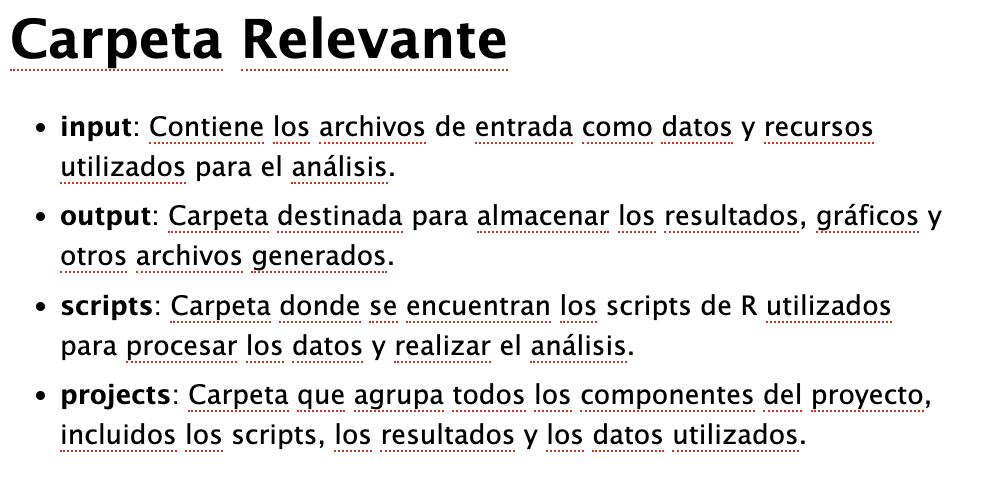 Carpeta Relevante
• input: Contiene los archivos de entrada como datos y recursos
utilizados para el análisis.
• output: Carpeta destinada para almacenar los resultados, gráficos y
otros archivos generados.
• scripts: Carpeta donde se encuentran los scripts de R utilizados
para procesar los datos y realizar el análisis.
• projects: Carpeta que agrupa todos los componentes del proyecto,
incluidos los scripts, los resultados y los datos utilizados.